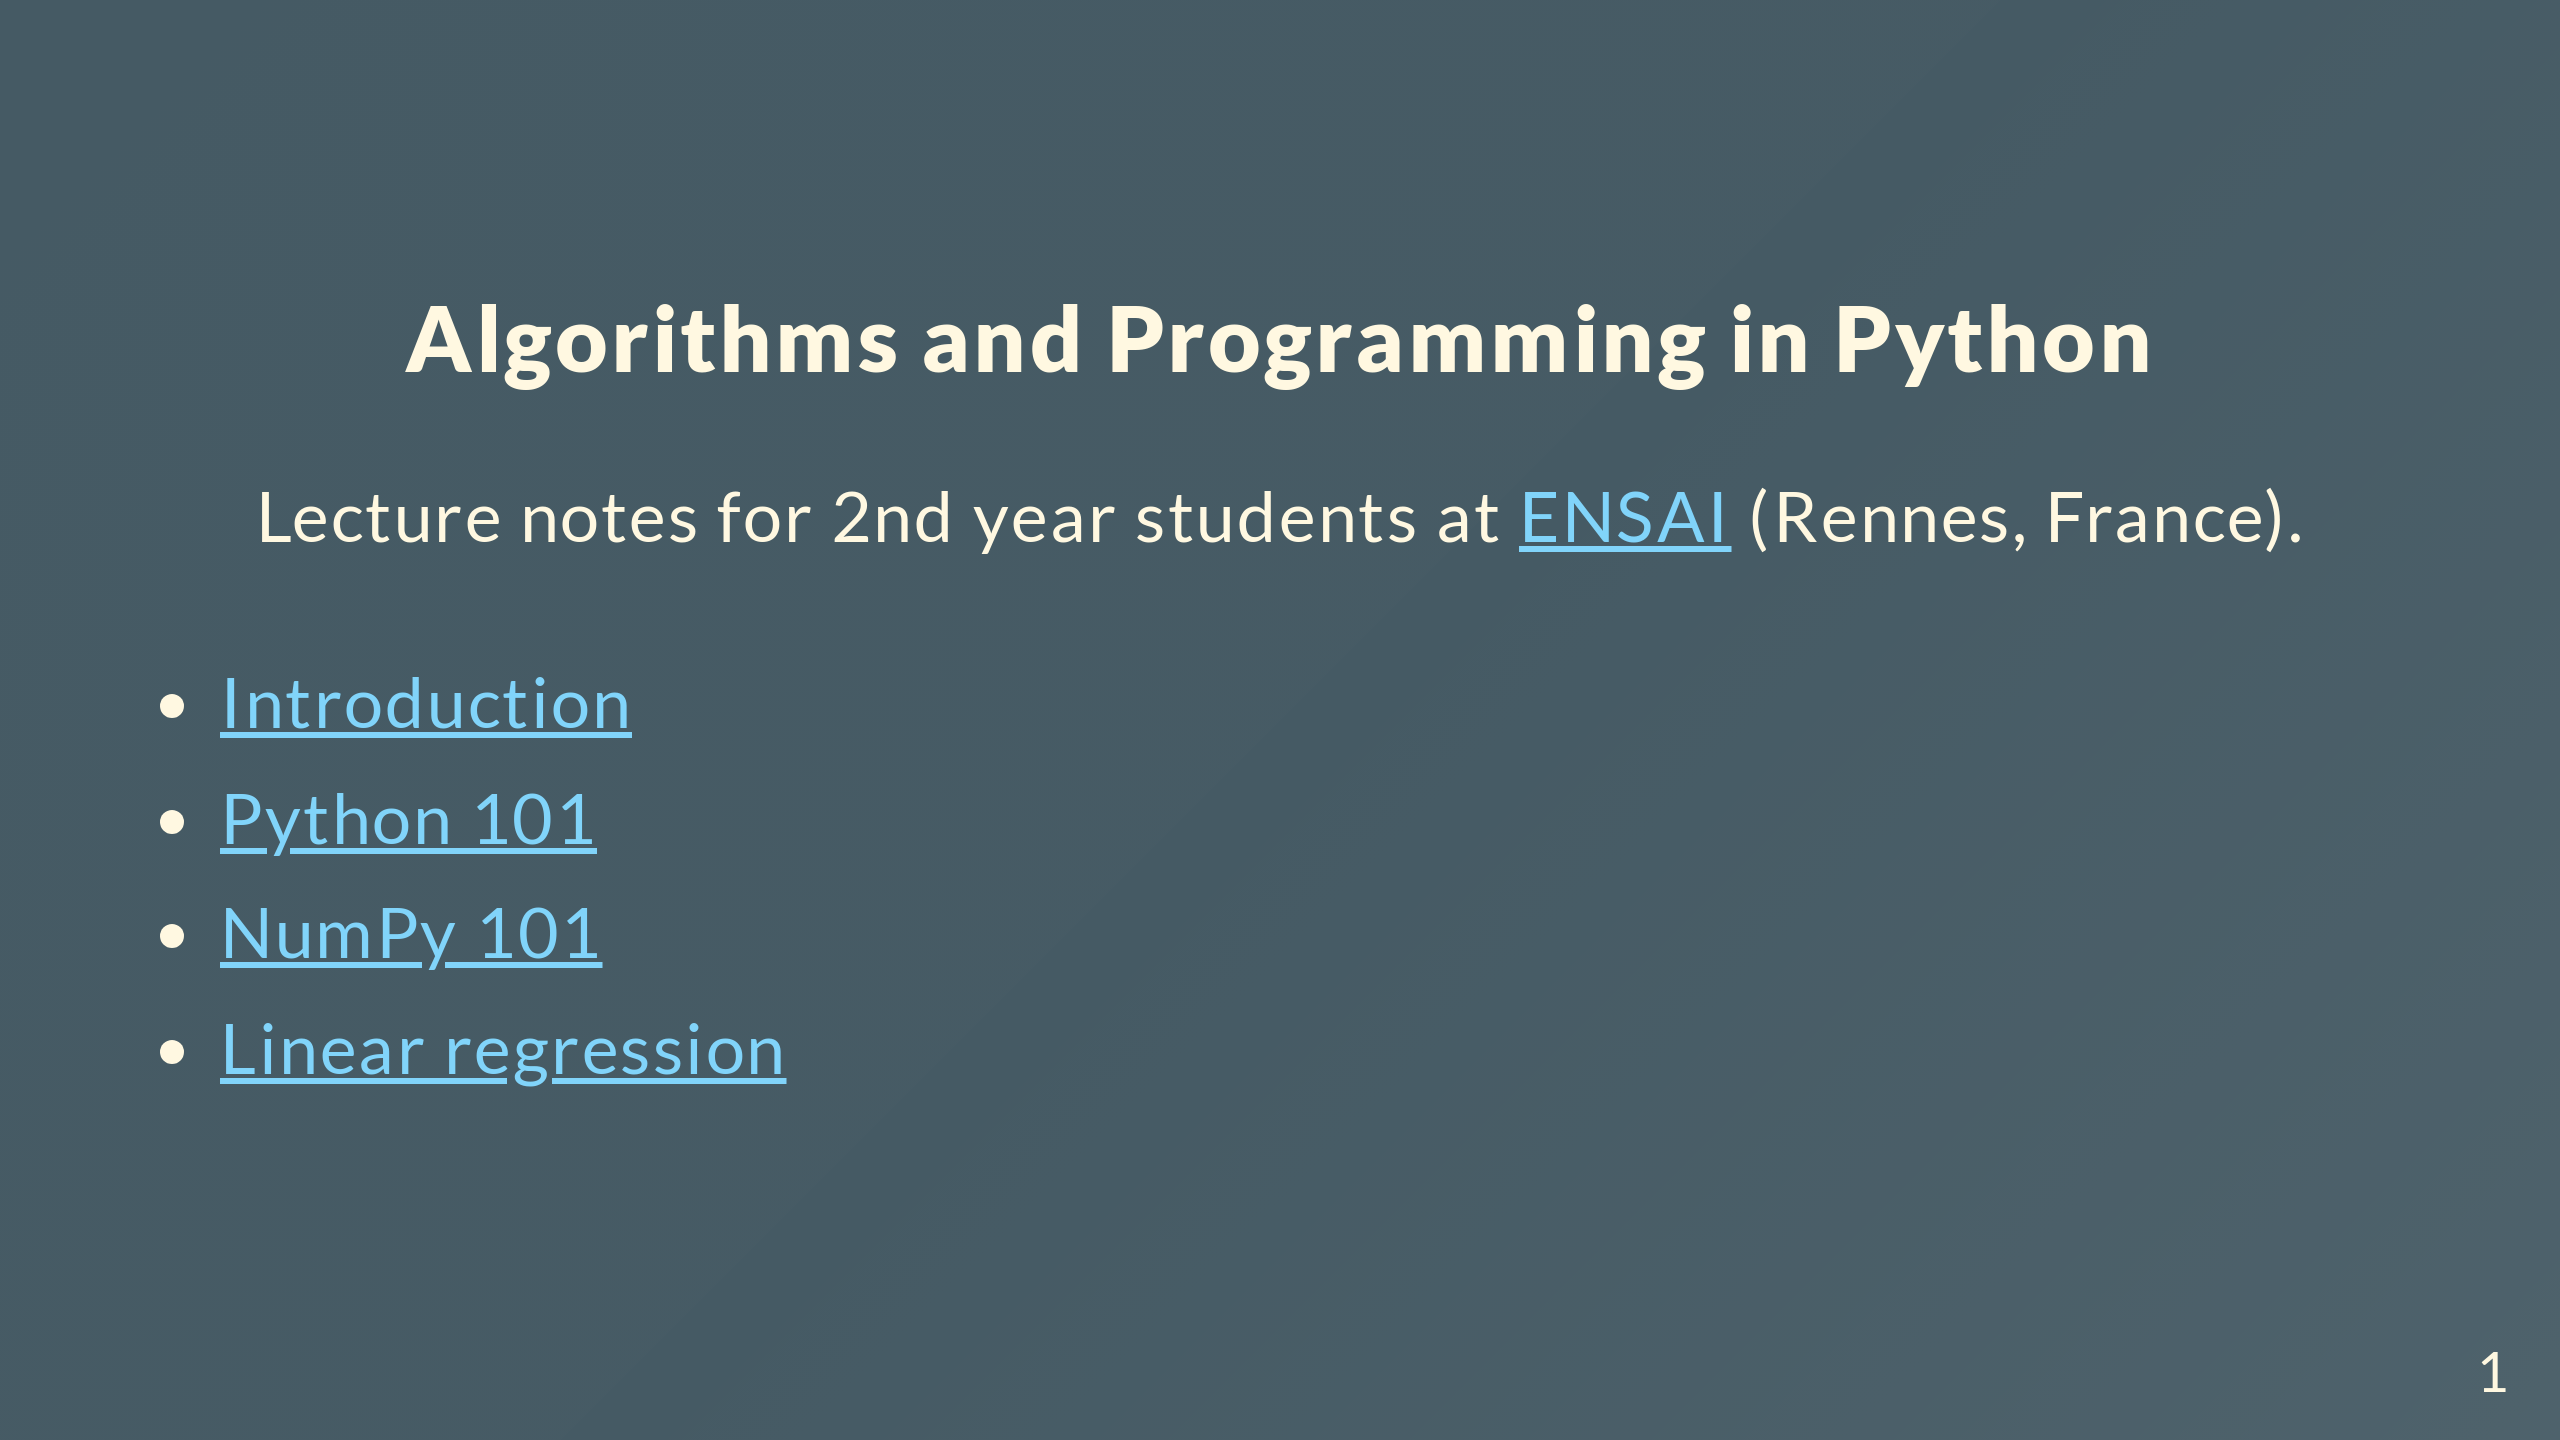 Algorithms and Programming in Python
Lecture notes for 2nd year students at ENSAI (Rennes, France).
Introduction
Python 101
NumPy 101
Linear regression
1